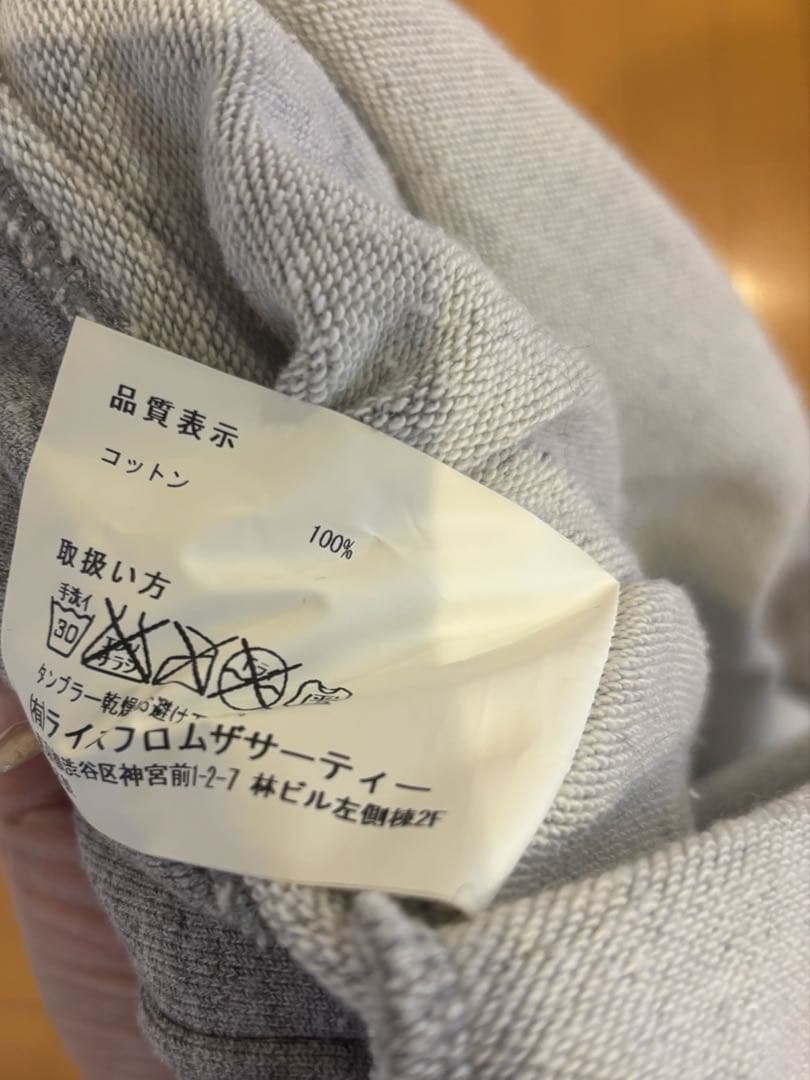 品質表示
コットン
100%
取扱い方
手洗イ
30
タンブラー乾燥
避け
(有)ライズフロムザサーティー
渋谷区神宮前1-2-7 林ビル左側棟2F